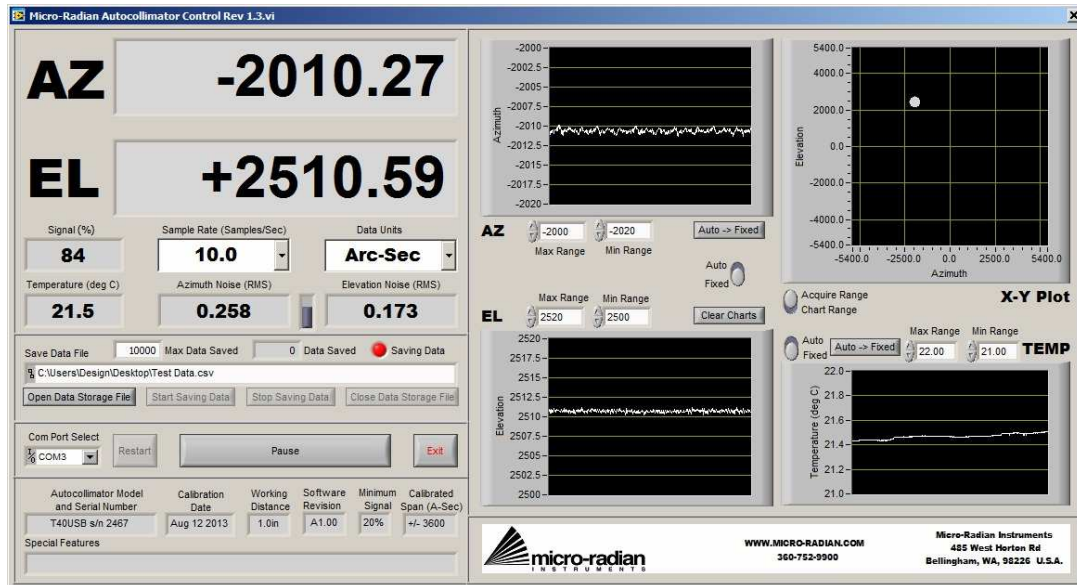 Micro-Radian Autocollimator Control Rev 1.3.vi
AZ
-2010.27
EL
+2510.59
Signal (%)
Sample Rate (Samples/Sec)
Data Units
84
10.0
Arc-Sec
Temperature (deg C)
Azimuth Noise (RMS)
Elevation Noise (RMS)
21.5
0.258
0.173
Save Data File
10000 Max Data Saved
0 Data Saved
Saving Data
C:\Users\Design\Desktop\Test Data.csv
Open Data Storage File
Start Saving Data
Stop Saving Data
Close Data Storage File
Com Port Select
COM3
Restart
Pause
Exit
Autocollimator Model
and Serial Number
T40USB s/n 2467
Calibration
Date
Aug 12 2013
Working
Distance
1.0in
Software
Revision
A1.00
Minimum
Signal
20%
Calibrated
Span (A-Sec)
+/- 3600
Special Features
Azimuth
-2000
-2002.5
-2005
-2007.5
-2010
-2012.5
-2015
-2017.5
-2020
AZ
-2000
Max Range
-2020
Min Range
Auto -> Fixed
Auto
Fixed
EL
Max Range
2520
Min Range
2500
Clear Charts
Elevation
2520
2517.5
2515
2512.5
2510
2507.5
2505
2502.5
2500
Elevation
5400.0
4000.0
2000.0
0.0
-2000.0
-4000.0
-5400.0
-5400.0 -2500.0 0.0 2500.0 5400.0
Azimuth
Acquire Range
Chart Range
X-Y Plot
Auto
Fixed
Auto -> Fixed
Max Range
22.00
Min Range
21.00
TEMP
Temperature (deg C)
22.0
21.8
21.6
21.4
21.2
21.0
micro-radian
INSTRUMENTS
WWW.MICRO-RADIAN.COM
360-752-9900
Micro-Radian Instruments
485 West Horton Rd
Bellingham, WA, 98226 U.S.A.